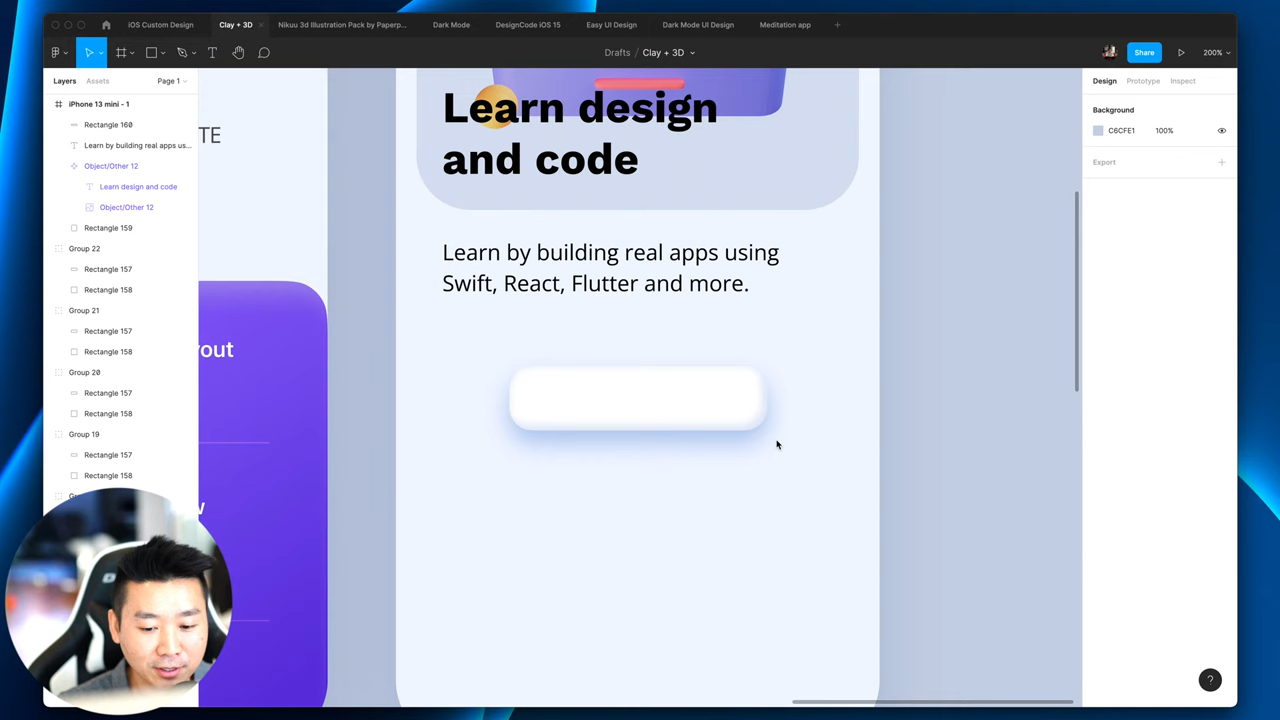 iOS Custom Design
Clay + 3D
Nikuu 3d Illustration Pack by Paperp...
Dark Mode
DesignCode iOS 15
Easy UI Design
Dark Mode UI Design
Meditation app
Drafts / Clay + 3D
Share
200%
Layers
Assets
Page 1
iPhone 13 mini - 1
Rectangle 160
Learn by building real apps us...
Object/Other 12
Learn design and code
Object/Other 12
Rectangle 159
Group 22
Rectangle 157
Rectangle 158
Group 21
Rectangle 157
Rectangle 158
Group 20
Rectangle 157
Rectangle 158
Group 19
Rectangle 157
Rectangle 158
TE
Learn design
and code
Learn by building real apps using
Swift, React, Flutter and more.
Design
Prototype
Inspect
Background
C6CFE1
100%
Export
?